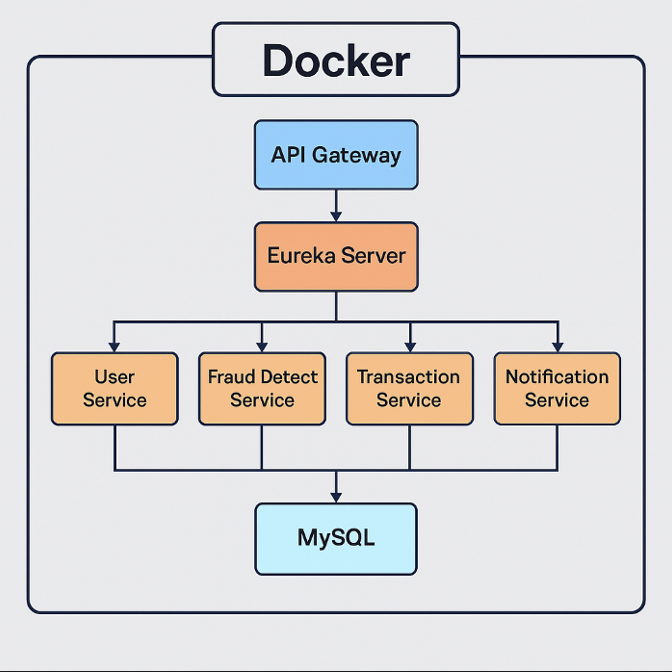 Docker
API Gateway
Eureka Server
User
Service
Fraud Detect
Service
Transaction
Service
Notification
Service
MySQL